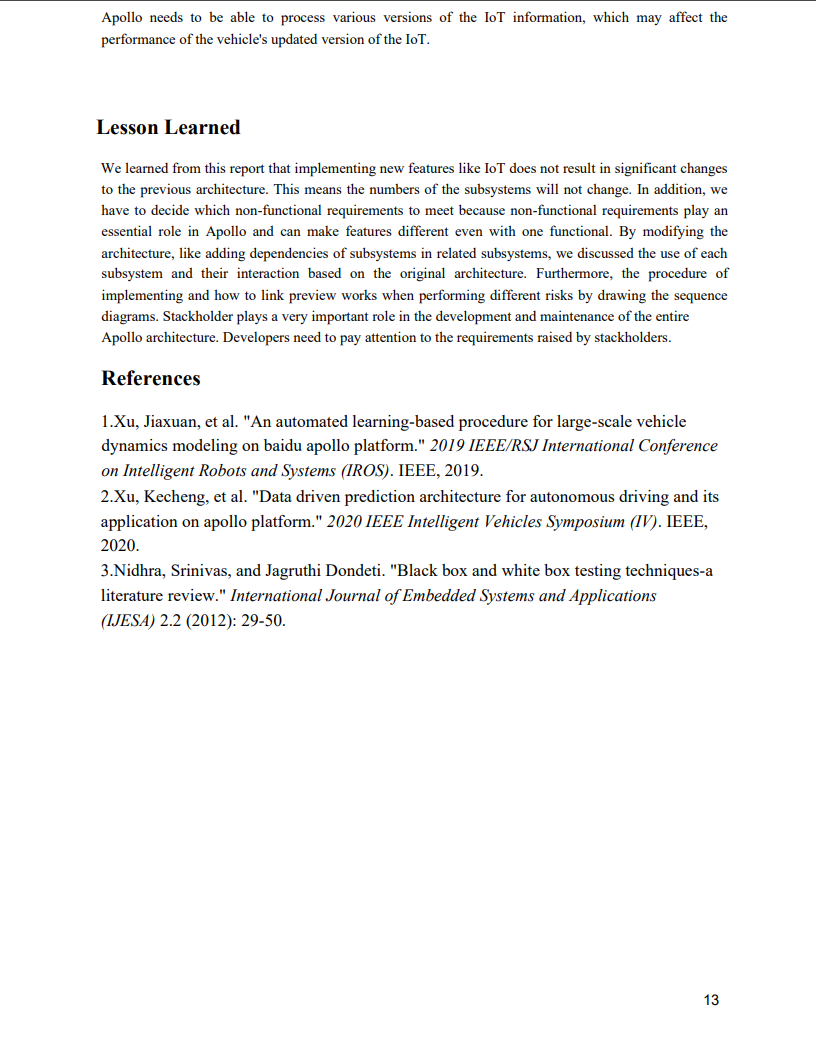 Apollo needs to be able to process various versions of the IoT information, which may affect the
performance of the vehicle's updated version of the IoT.
Lesson Learned
We learned from this report that implementing new features like IoT does not result in significant changes
to the previous architecture. This means the numbers of the subsystems will not change. In addition, we
have to decide which non-functional requirements to meet because non-functional requirements play an
essential role in Apollo and can make features different even with one functional. By modifying the
architecture, like adding dependencies of subsystems in related subsystems, we discussed the use of each
subsystem and their interaction based on the original architecture. Furthermore, the procedure of
implementing and how to link preview works when performing different risks by drawing the sequence
diagrams. Stackholder plays a very important role in the development and maintenance of the entire
Apollo architecture. Developers need to pay attention to the requirements raised by stackholders.
References
1.Xu, Jiaxuan, et al. "An automated learning-based procedure for large-scale vehicle
dynamics modeling on baidu apollo platform." 2019 IEEE/RSJ International Conference
on Intelligent Robots and Systems (IROS). IEEE, 2019.
2.Xu, Kecheng, et al. "Data driven prediction architecture for autonomous driving and its
application on apollo platform." 2020 IEEE Intelligent Vehicles Symposium (IV). IEEE,
2020.
3.Nidhra, Srinivas, and Jagruthi Dondeti. "Black box and white box testing techniques-a
literature review." International Journal of Embedded Systems and Applications
(IJESA) 2.2 (2012): 29-50.
13